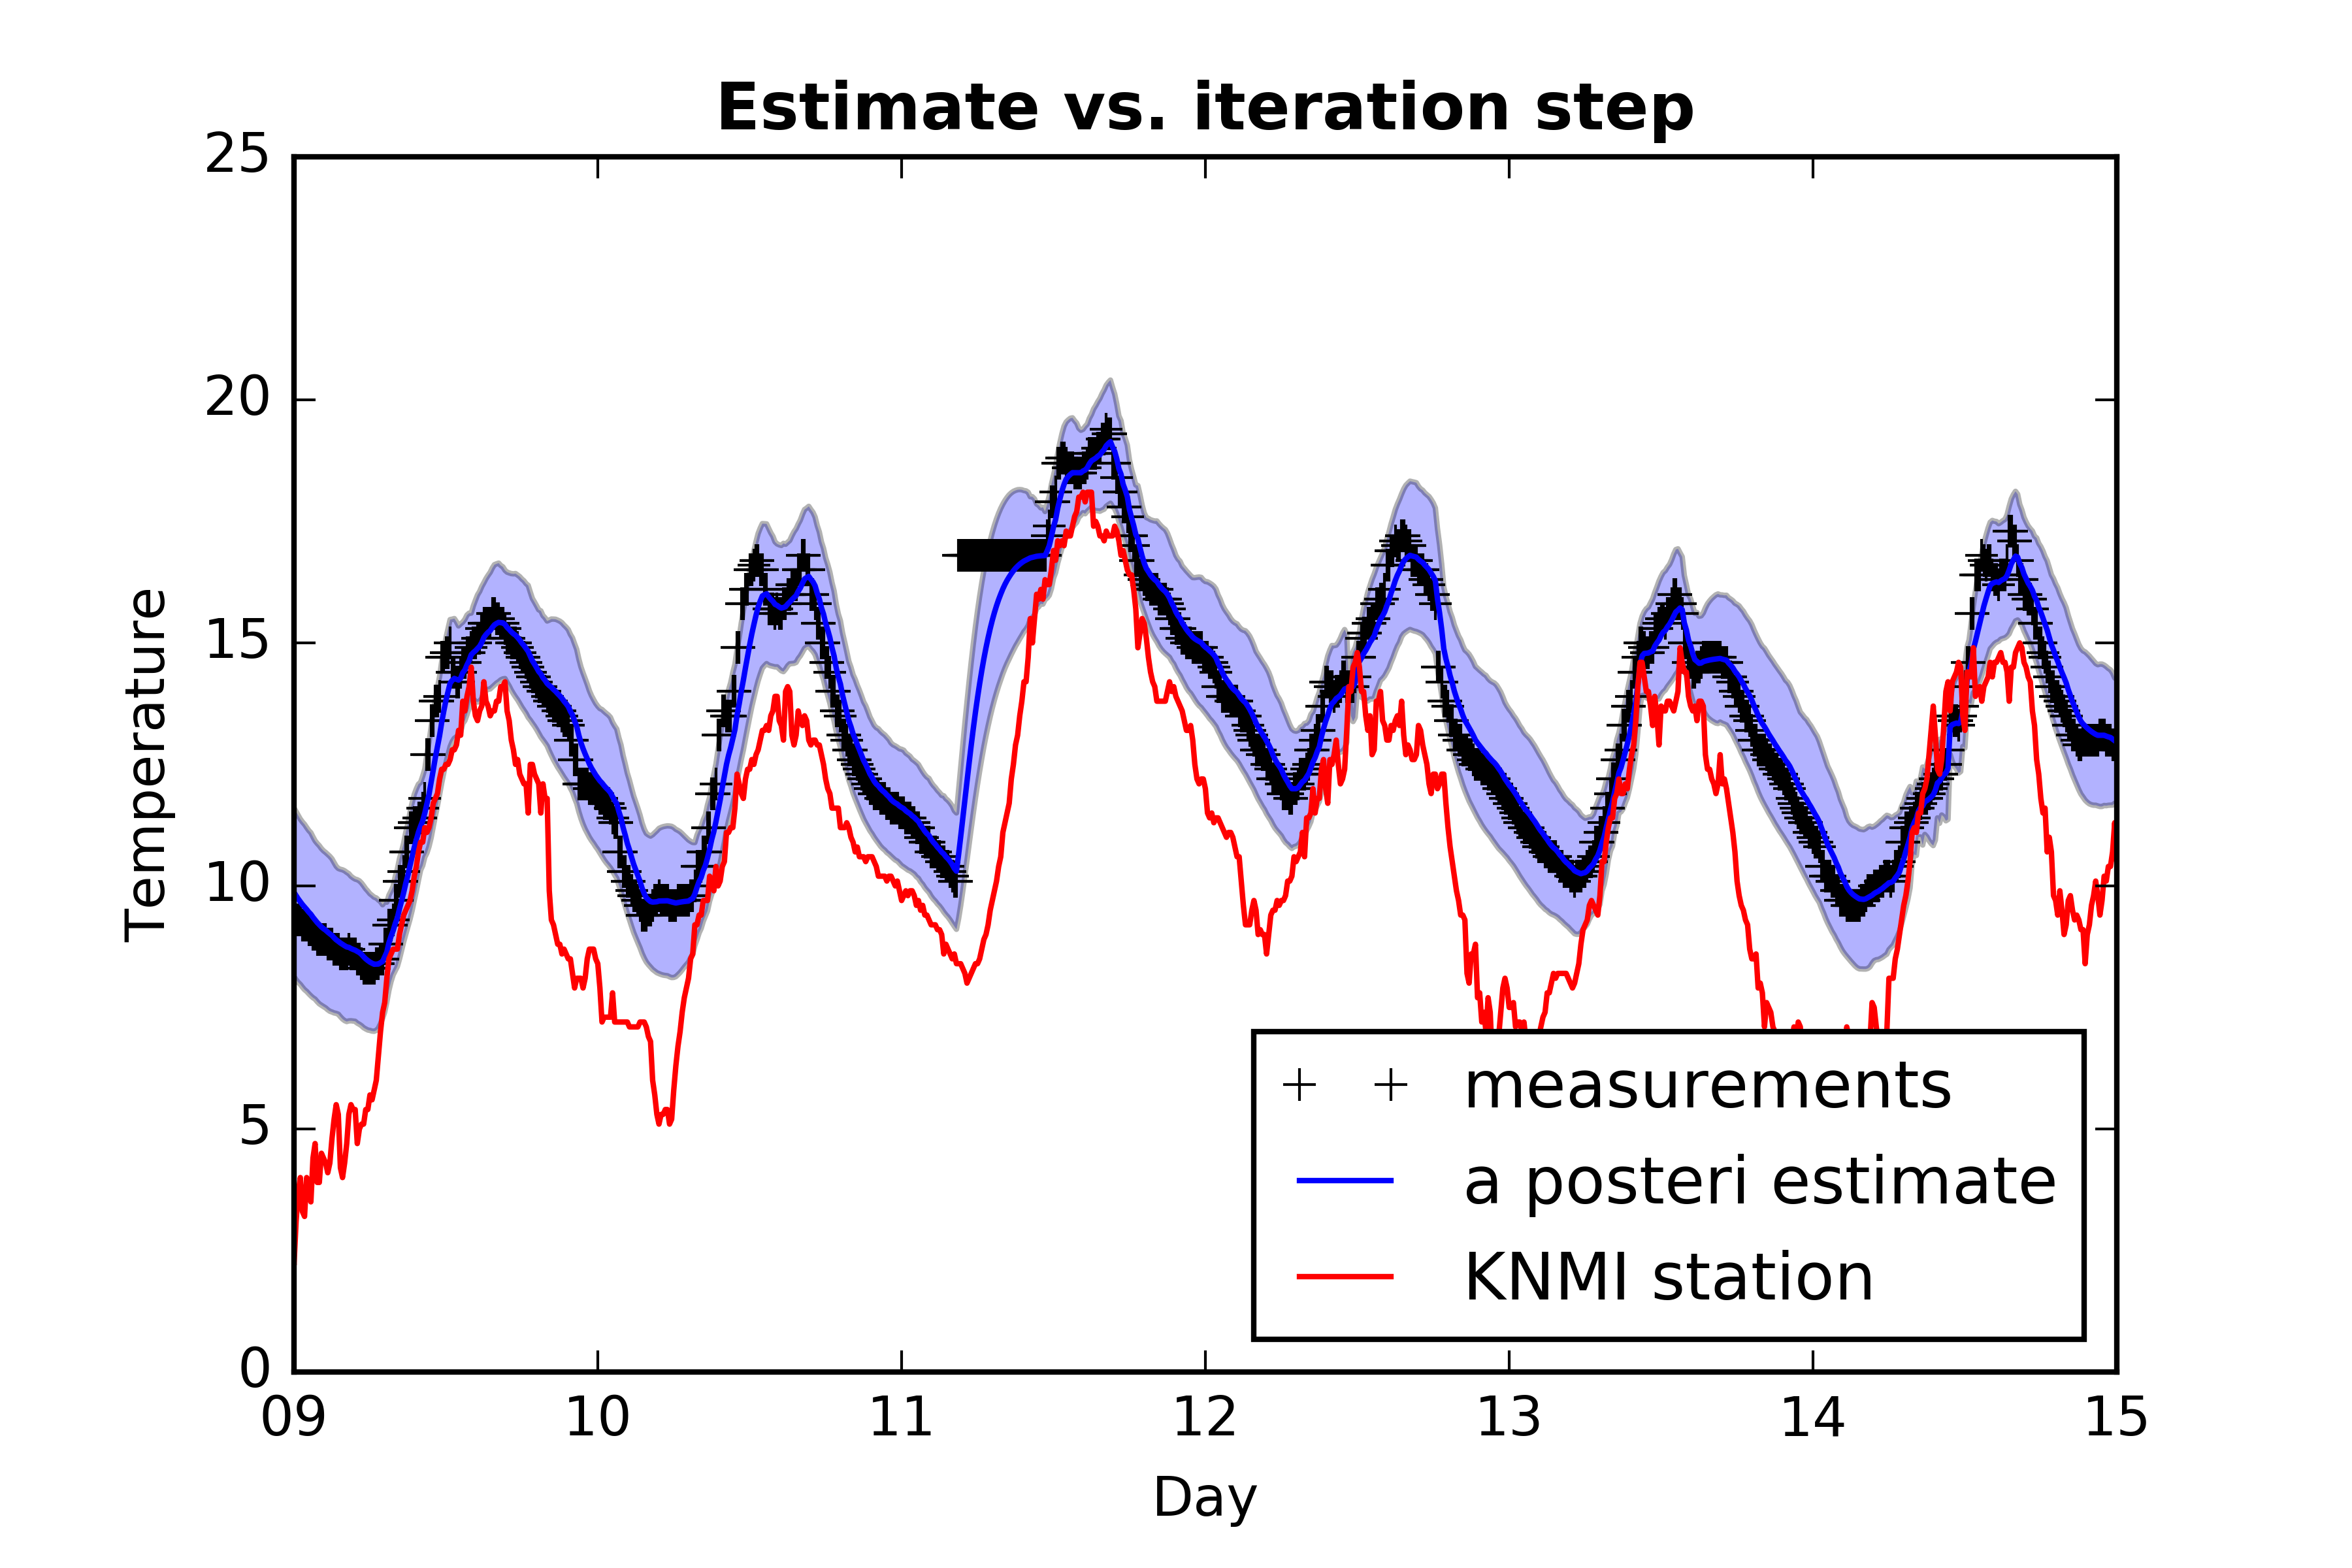 Estimate vs. iteration step
25
20
15
10
5
0
Temperature
measurements
a posteri estimate
KNMI station
09 10 11 12 13 14 15
Day